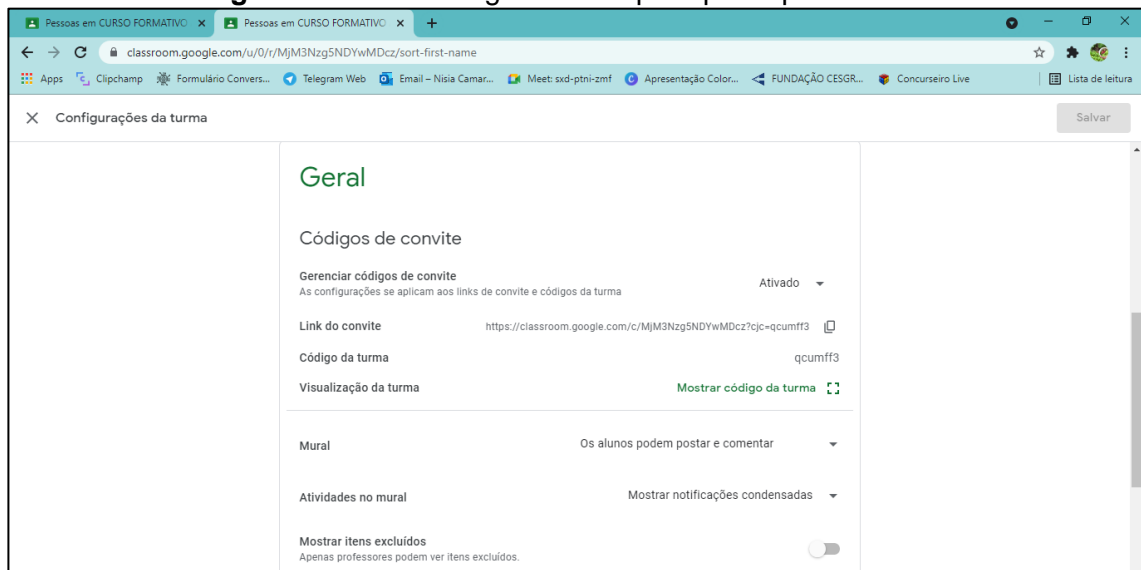 Pessoas em CURSO FORMATIVO Pessoas em CURSO FORMATIVO
classroom.google.com/u/0/r/MjM3Nzg5NDYwMDcz/sort-first-name
Apps Clipchamp Formulário Convers... Telegram Web Email – Nisia Camar... Meet: sxd-ptni-zmf Apresentação Color... FUNDAÇÃO CESGR... Concurseiro Live Lista de leitura
Configurações da turma Salvar
Geral
Códigos de convite
Gerenciar códigos de convite Ativado
As configurações se aplicam aos links de convite e códigos da turma
Link do convite https://classroom.google.com/c/MjM3Nzg5NDYwMDcz?cjc=qcumff3
Código da turma qcumff3
Visualização da turma Mostrar código da turma
Mural Os alunos podem postar e comentar
Atividades no mural Mostrar notificações condensadas
Mostrar itens excluídos
Apenas professores podem ver itens excluídos.